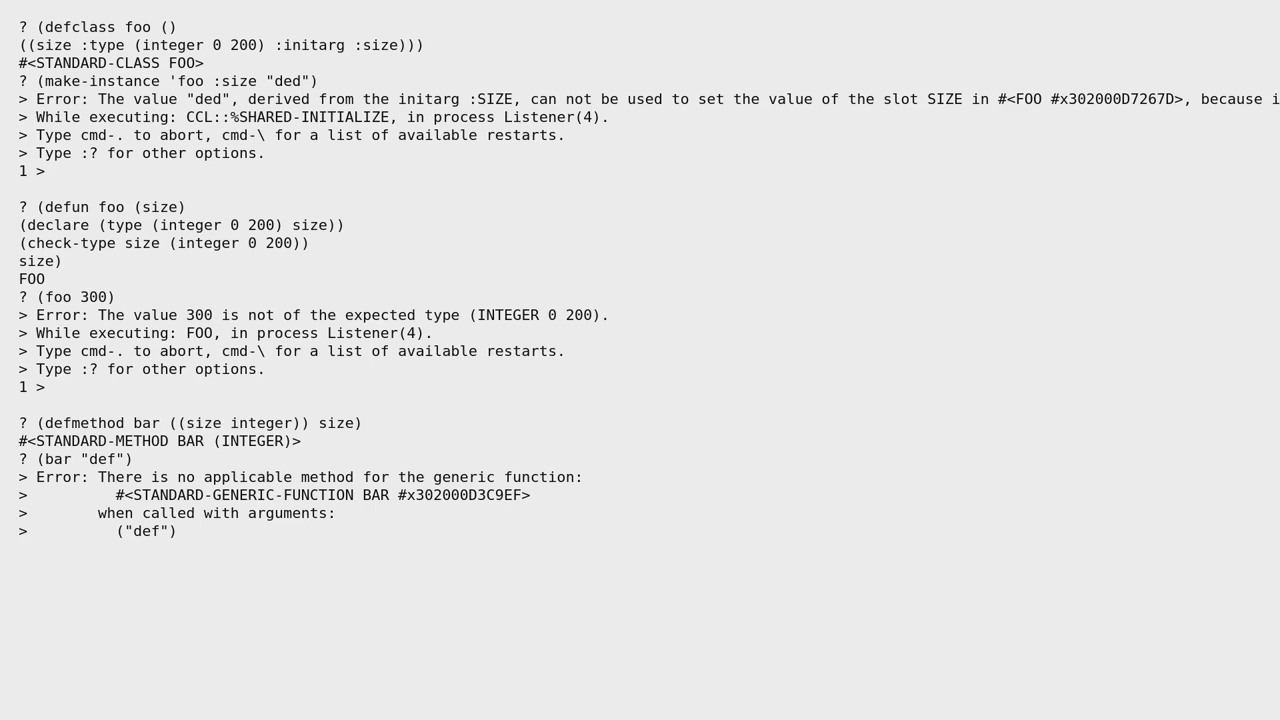 ? (defclass foo ()
((size :type (integer 0 200) :initarg :size)))
#<STANDARD-CLASS FOO>
? (make-instance 'foo :size "ded")
> Error: The value "ded", derived from the initarg :SIZE, can not be used to set the value of the slot SIZE in #<FOO #x302000D7267D>, because i
> While executing: CCL::%SHARED-INITIALIZE, in process Listener(4).
> Type cmd-. to abort, cmd-\ for a list of available restarts.
> Type :? for other options.
1 >
? (defun foo (size)
(declare (type (integer 0 200) size))
(check-type size (integer 0 200))
size)
FOO
? (foo 300)
> Error: The value 300 is not of the expected type (INTEGER 0 200).
> While executing: FOO, in process Listener(4).
> Type cmd-. to abort, cmd-\ for a list of available restarts.
> Type :? for other options.
1 >
? (defmethod bar ((size integer)) size)
#<STANDARD-METHOD BAR (INTEGER)>
? (bar "def")
> Error: There is no applicable method for the generic function:
>          #<STANDARD-GENERIC-FUNCTION BAR #x302000D3C9EF>
>        when called with arguments:
>          ("def")